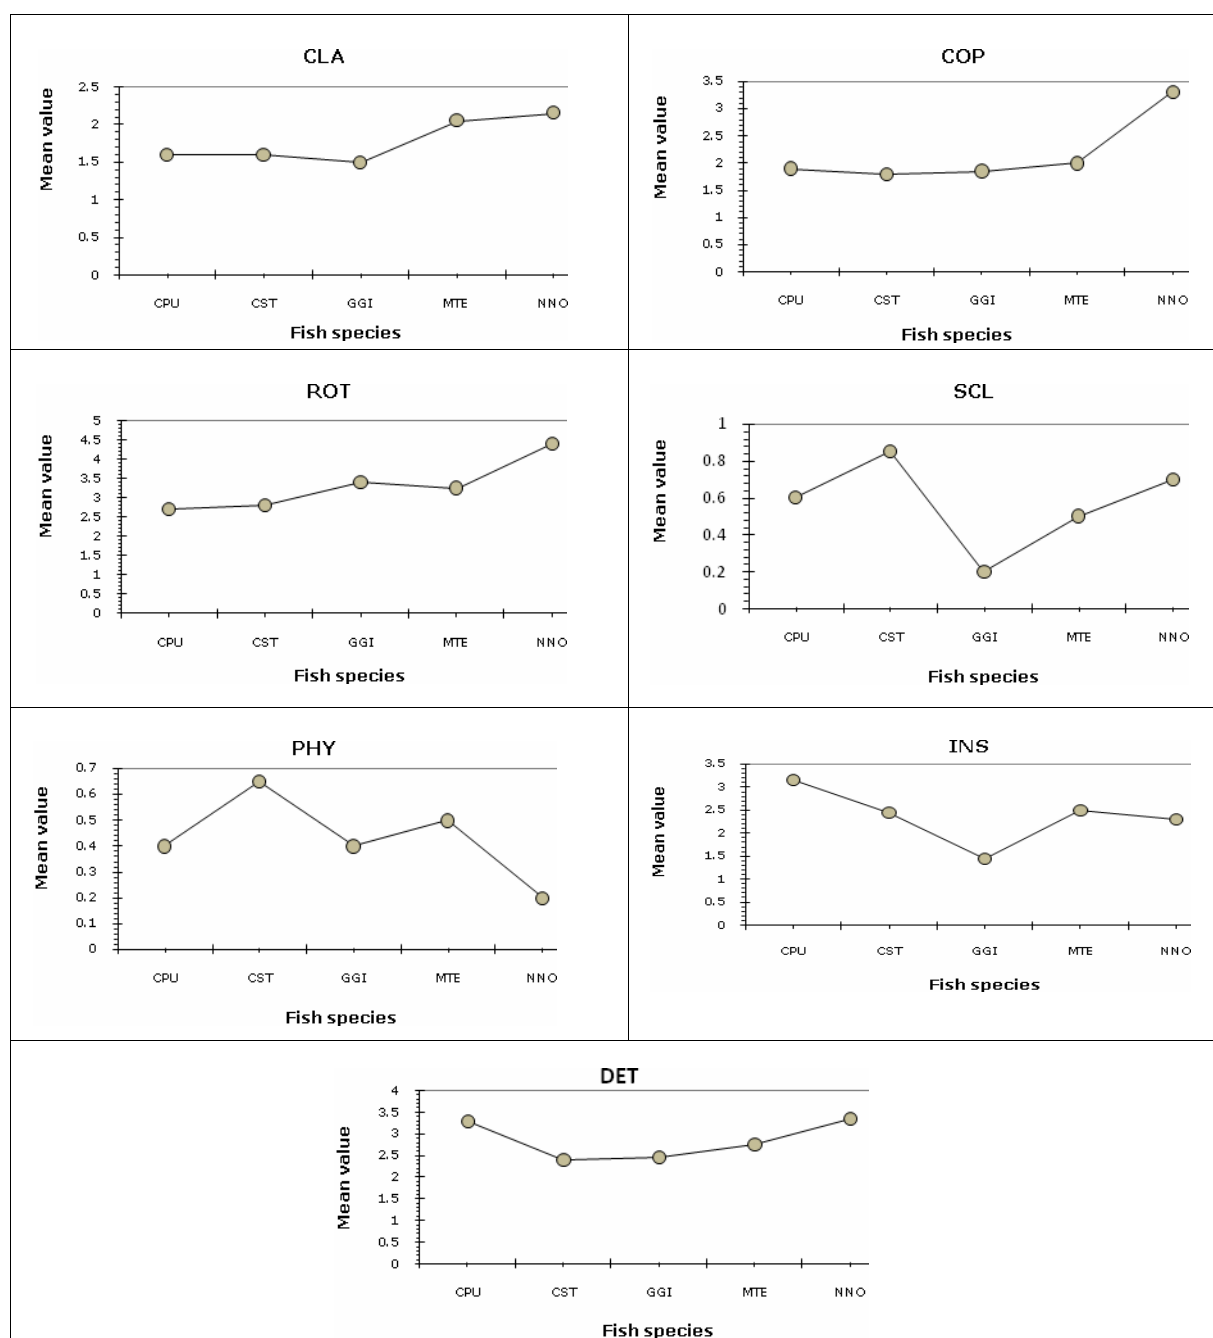 CLA
Mean value
2.5
2
1.5
1
0.5
0
CPU CST GGI MTE NNO
Fish species
COP
Mean value
3.5
3
2.5
2
1.5
1
0.5
0
CPU CST GGI MTE NNO
Fish species
ROT
Mean value
5
4.5
4
3.5
3
2.5
2
1.5
1
0.5
0
CPU CST GGI MTE NNO
Fish species
SCL
Mean value
1
0.8
0.6
0.4
0.2
0
CPU CST GGI MTE NNO
Fish species
PHY
Mean value
0.7
0.6
0.5
0.4
0.3
0.2
0.1
0
CPU CST GGI MTE NNO
Fish species
INS
Mean value
3.5
3
2.5
2
1.5
1
0.5
0
CPU CST GGI MTE NNO
Fish species
DET
Mean value
4
3.5
3
2.5
2
1.5
1
0.5
0
CPU CST GGI MTE NNO
Fish species